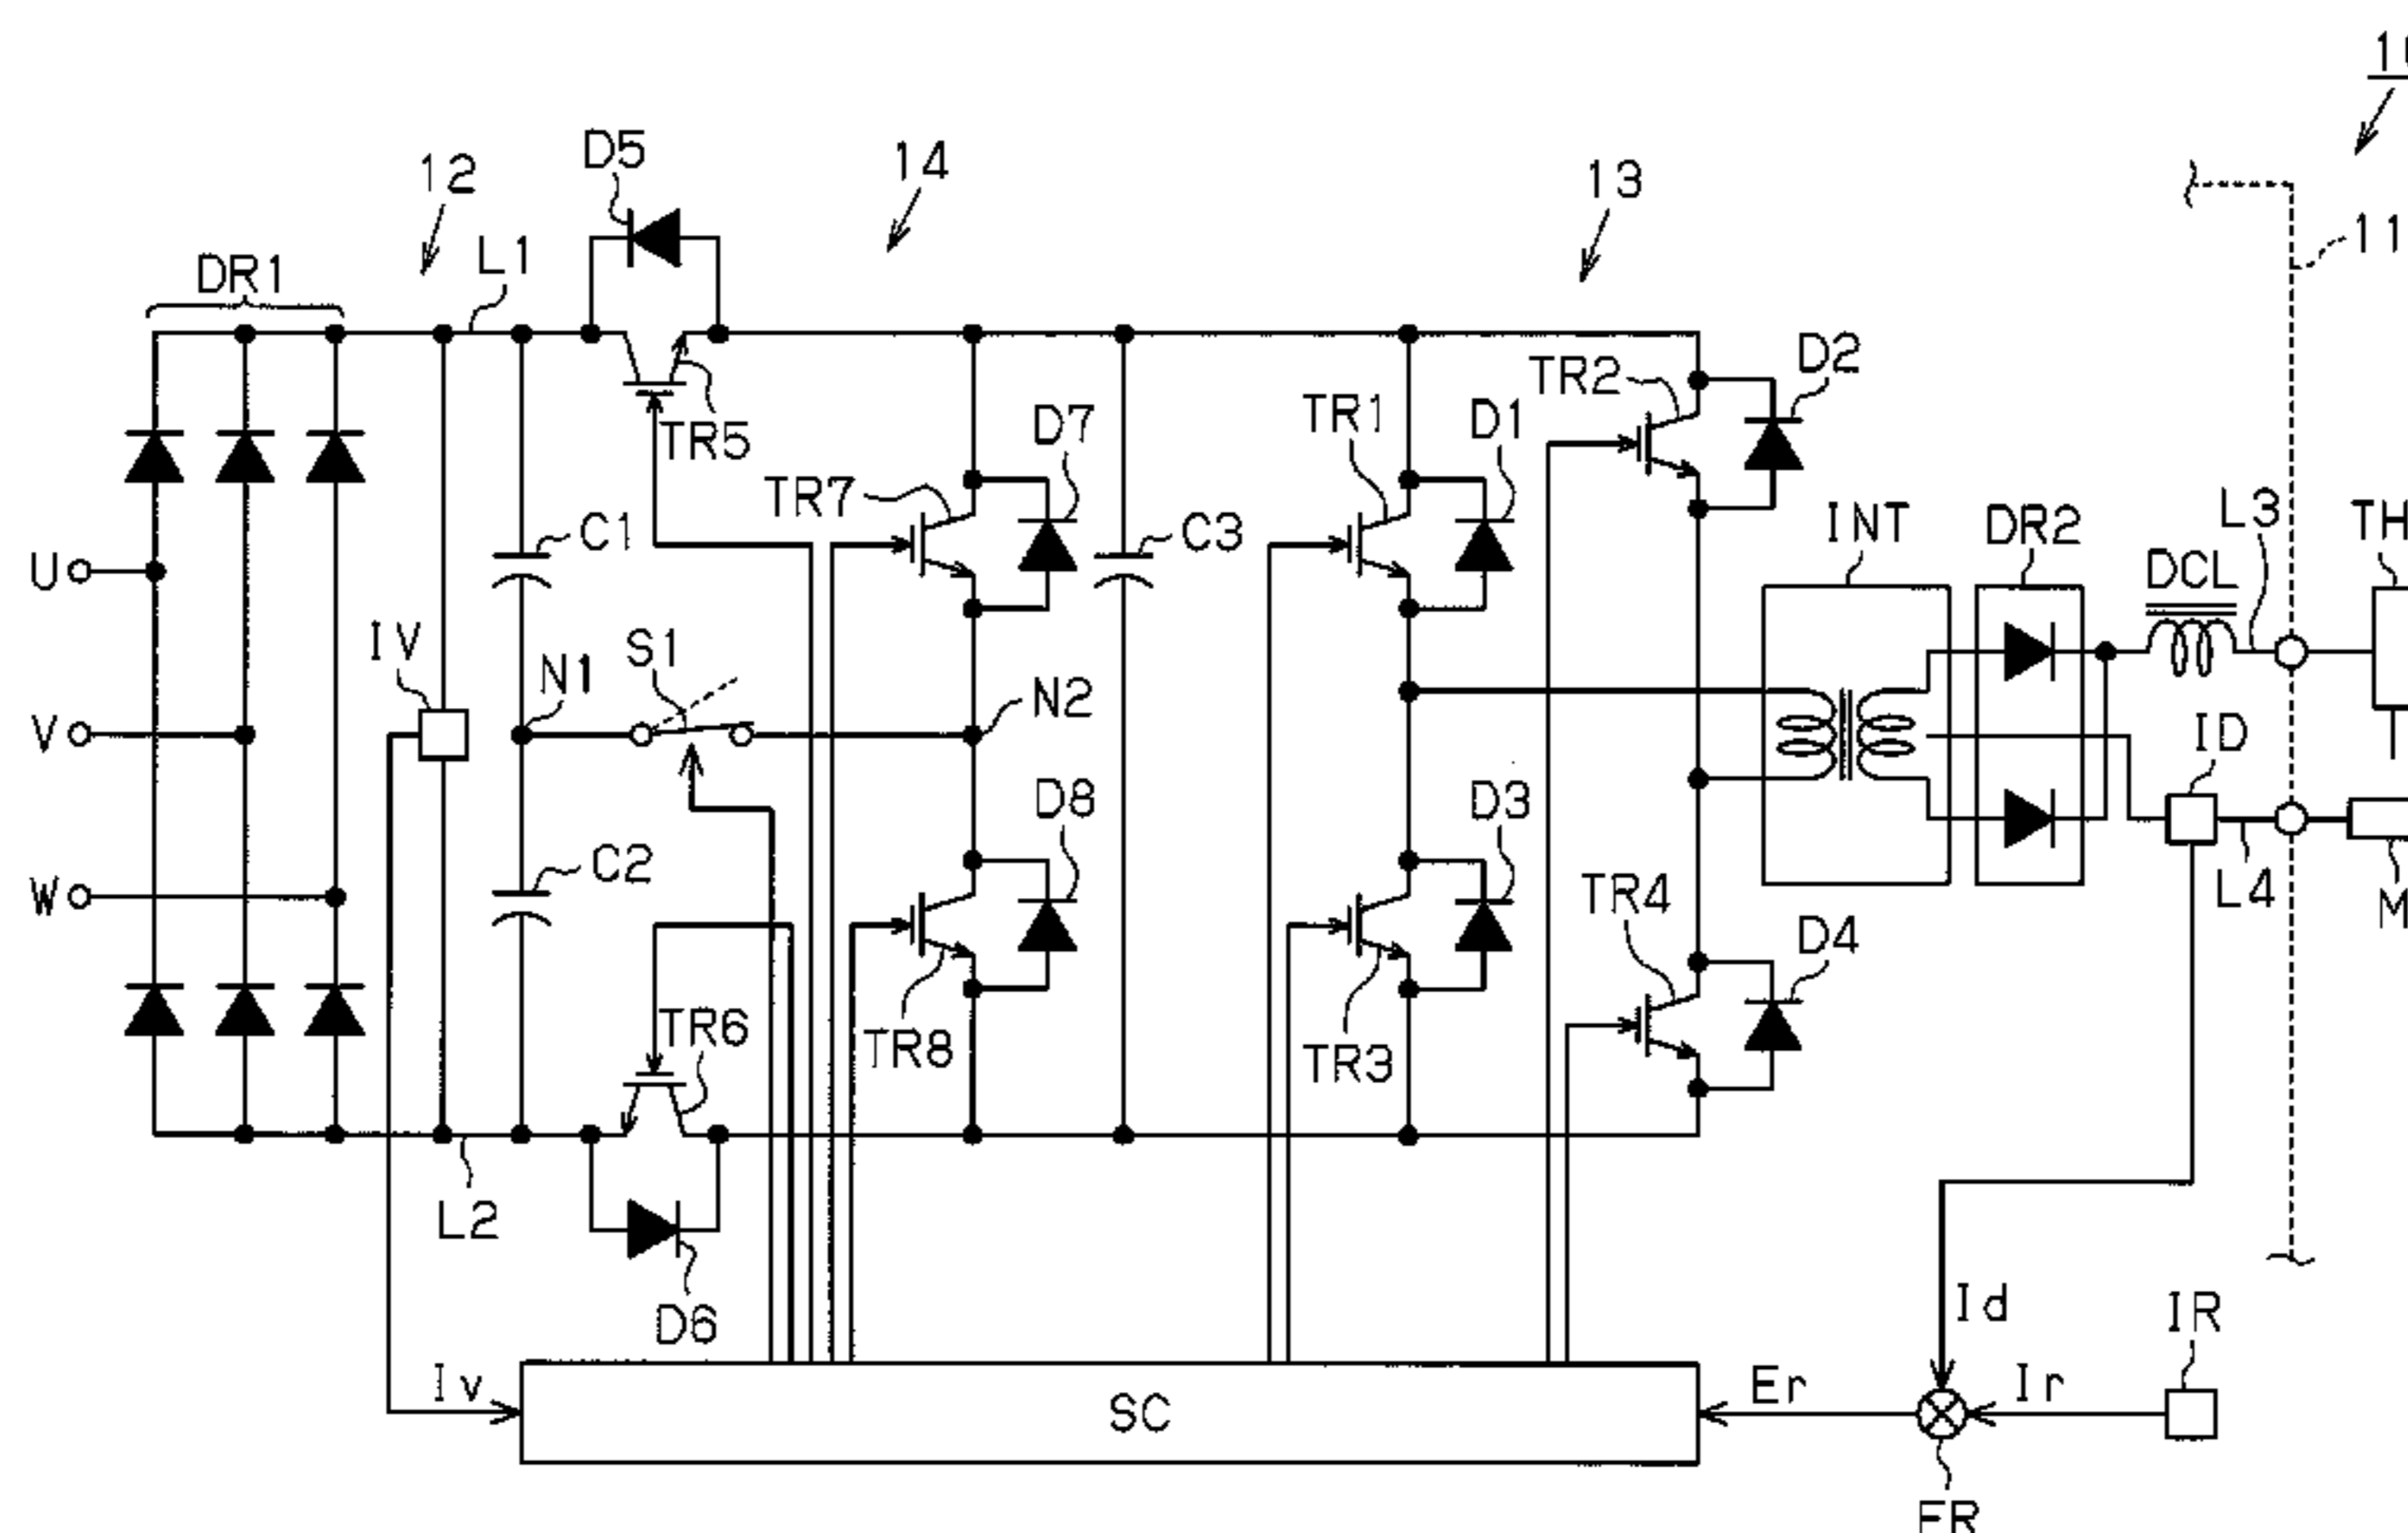 D5
12
14
13
11
DR1
L1
D2
TR2
TR5
D7
TR1
D1
TR7
C1
C3
INT
DR2
L3
TH
DCL
U
IV
S1
N1
N2
V
ID
D8
D3
C2
TR4
W
L4
M
D4
TR6
TR8
TR3
L2
D6
Id
IR
Iv
SC
Er
Ir